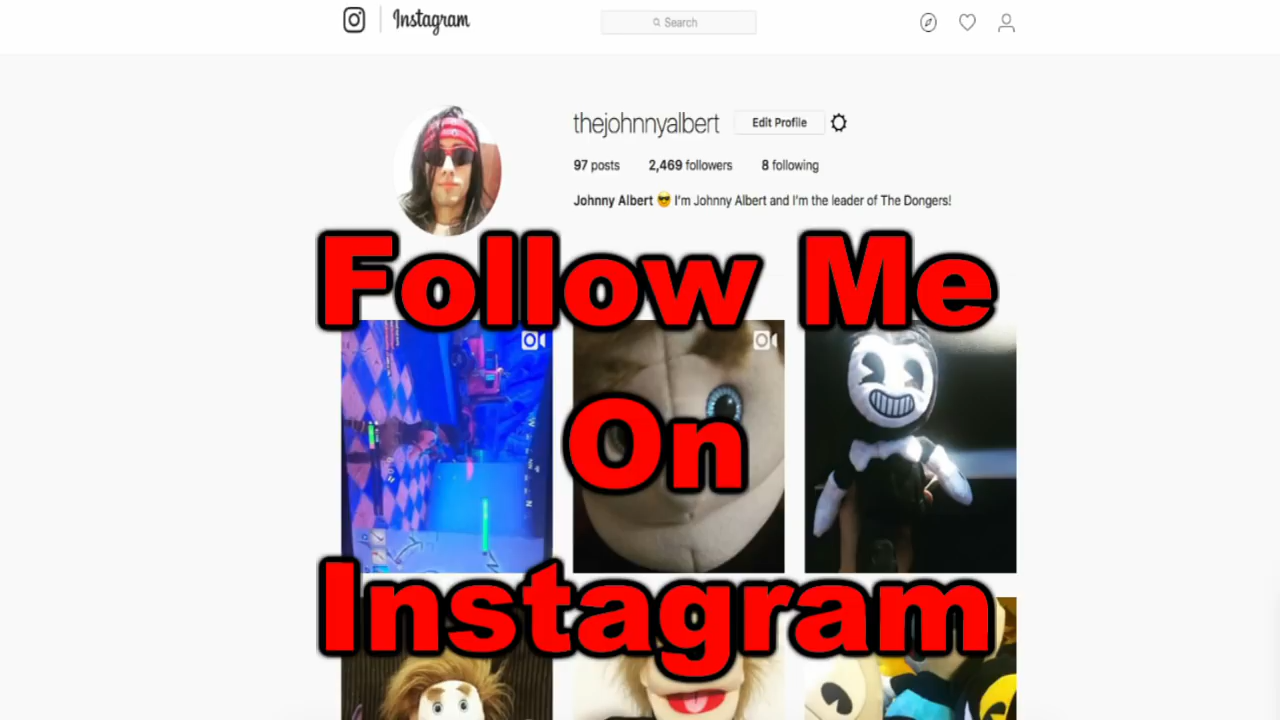 Instagram
Search
thejohnnyalbert Edit Profile
97 posts 2,469 followers 8 following
Johnny Albert 😎 I'm Johnny Albert and I'm the leader of The Dongers!
Follow Me
On
Instagram